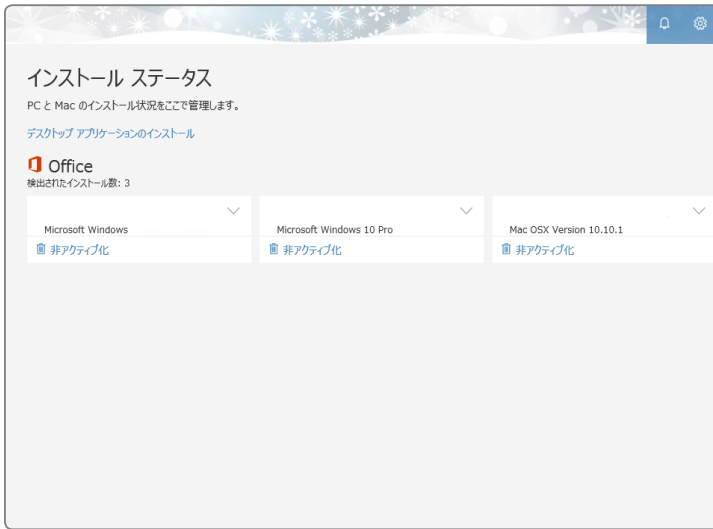 インストール ステータス
PC と Mac のインストール状況をここで管理します。
デスクトップ アプリケーションのインストール
Office
検出されたインストール数: 3
Microsoft Windows
非アクティブ化
Microsoft Windows 10 Pro
非アクティブ化
Mac OSX Version 10.10.1
非アクティブ化